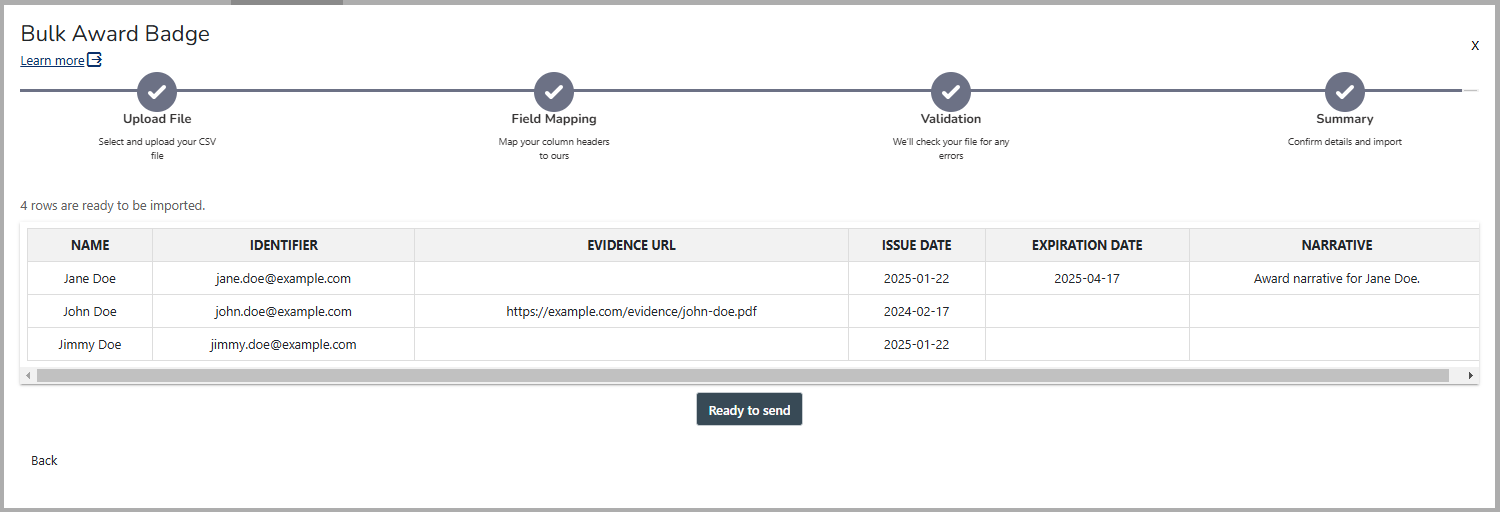 Bulk Award Badge
Learn more
X
Upload File
Select and upload your CSV
file
Field Mapping
Map your column headers
to ours
Validation
We'll check your file for any
errors
Summary
Confirm details and import
4 rows are ready to be imported.
NAME IDENTIFIER EVIDENCE URL ISSUE DATE EXPIRATION DATE NARRATIVE
Jane Doe jane.doe@example.com 2025-01-22 2025-04-17 Award narrative for Jane Doe.
John Doe john.doe@example.com https://example.com/evidence/john-doe.pdf 2024-02-17
Jimmy Doe jimmy.doe@example.com 2025-01-22
Ready to send
Back